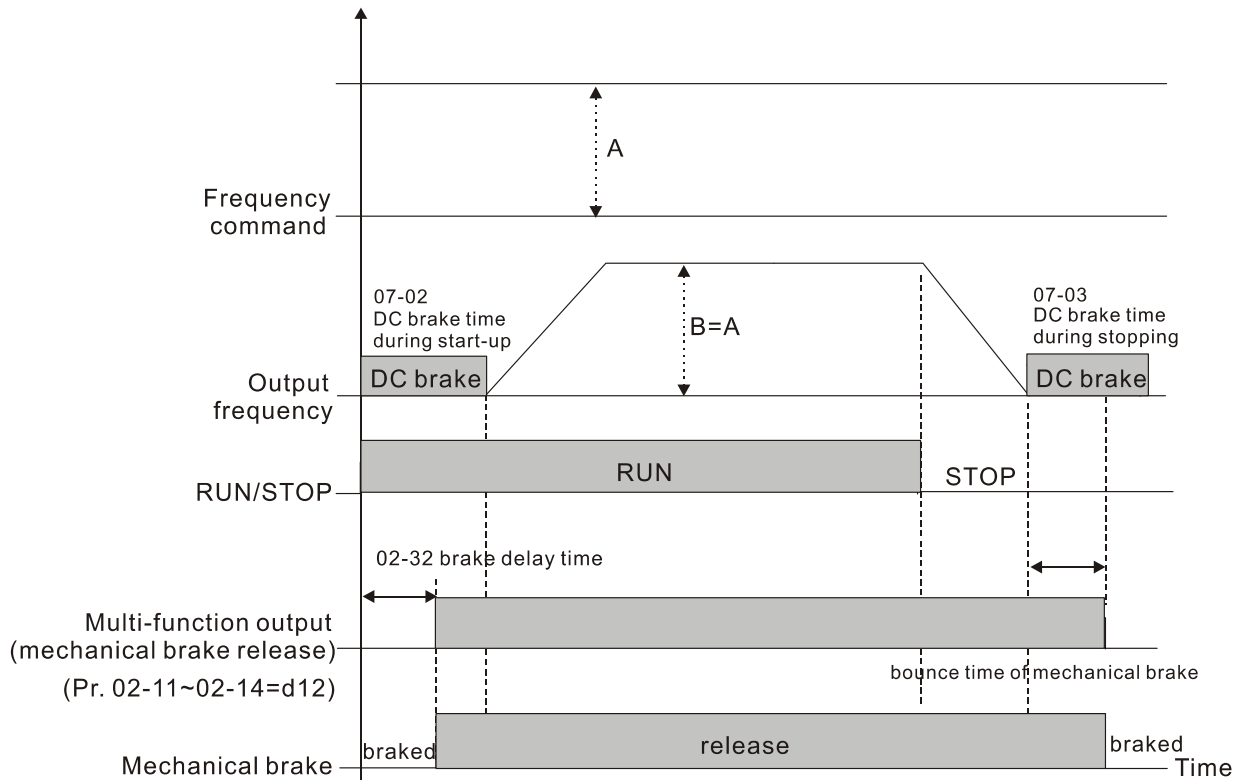 A
Frequency
command
07-02
DC brake time
during start-up
07-03
DC brake time
during stopping
B=A
DC brake
DC brake
Output
frequency
RUN
STOP
RUN/STOP
02-32 brake delay time
Multi-function output
(mechanical brake release)
(Pr. 02-11~02-14=d12)
bounce time of mechanical brake
braked
release
braked
Mechanical brake
Time